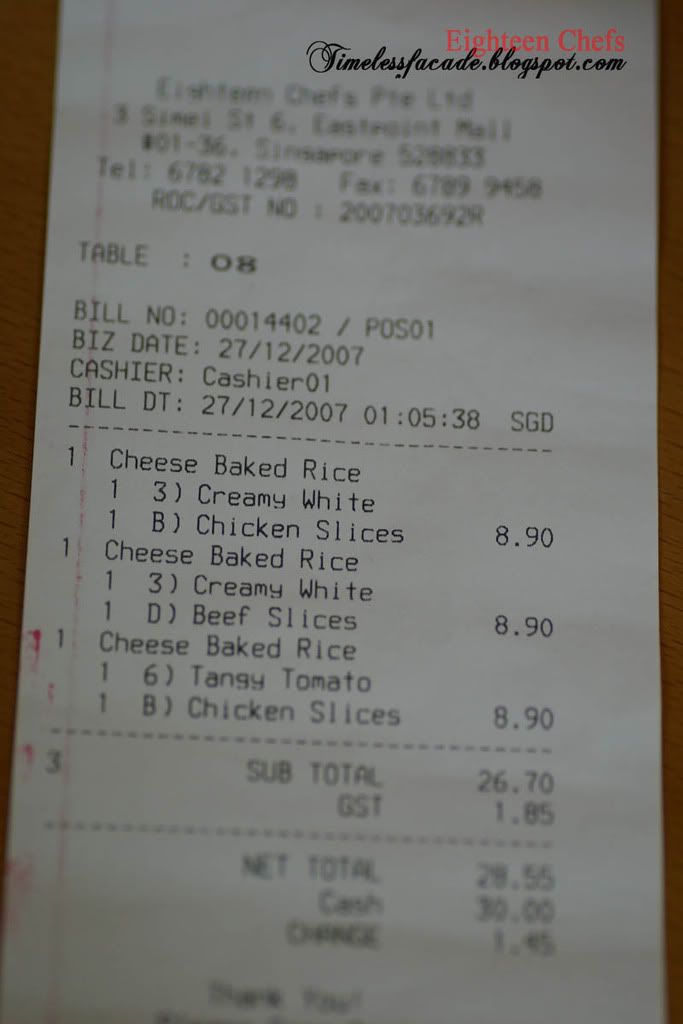 Eighteen Chefs
Timelessfacade.blogspot.com
Eighteen Chefs Pte Ltd
3 Simei St 6, Eastpoint Mall
#01-36, Singapore 528833
Tel: 6782 1298 Fax: 6789 9458
ROC/GST NO : 200703692R
TABLE : 08
BILL NO: 00014402 / POS01
BIZ DATE: 27/12/2007
CASHIER: Cashier01
BILL DT: 27/12/2007 01:05:38 SGD
1 Cheese Baked Rice
1 3) Creamy White
1 B) Chicken Slices 8.90
1 Cheese Baked Rice
1 3) Creamy White
1 D) Beef Slices 8.90
1 Cheese Baked Rice
1 6) Tangy Tomato
1 B) Chicken Slices 8.90
3 SUB TOTAL 26.70
GST 1.85
NET TOTAL 28.55
Cash 30.00
CHANGE 1.45
Thank You!